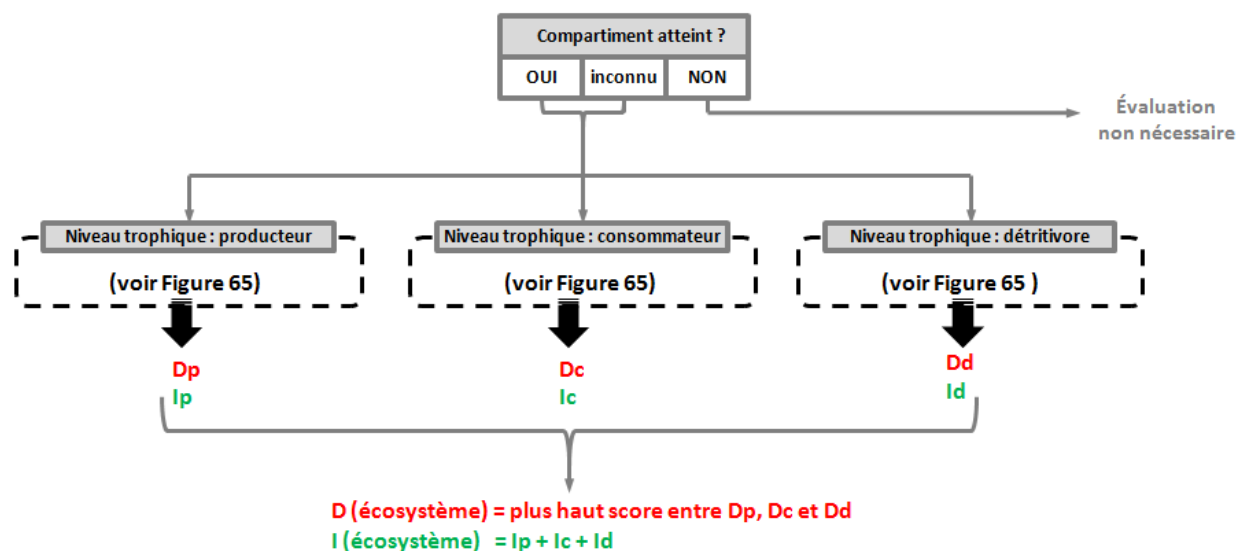 Compartiment atteint ?
OUI inconnu NON
Évaluation
non nécessaire
Niveau trophique : producteur
Niveau trophique : consommateur
Niveau trophique : détritivore
(voir Figure 65)
(voir Figure 65)
(voir Figure 65 )
Dp
Ip
Dc
Ic
Dd
Id
D (écosystème) = plus haut score entre Dp, Dc et Dd
I (écosystème) = Ip + Ic + Id